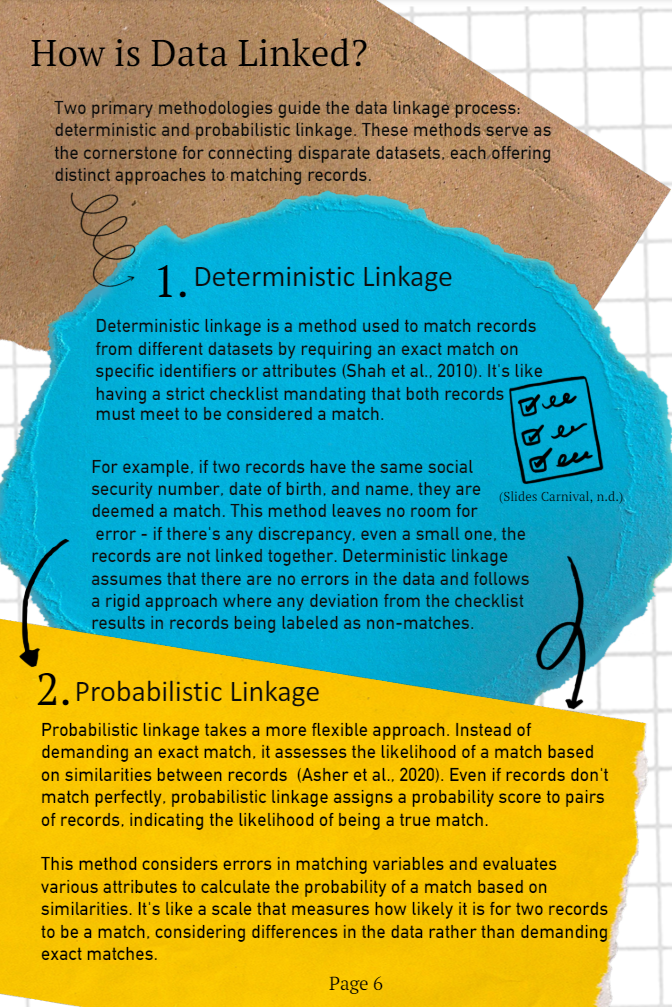 How is Data Linked?
Two primary methodologies guide the data linkage process:
deterministic and probabilistic linkage. These methods serve as
the cornerstone for connecting disparate datasets, each offering
distinct approaches to matching records.
1. Deterministic Linkage
Deterministic linkage is a method used to match records
from different datasets by requiring an exact match on
specific identifiers or attributes (Shah et al., 2010). It's like
having a strict checklist mandating that both records
must meet to be considered a match.
For example, if two records have the same social
security number, date of birth, and name, they are
(Slides Carnival, n.d.)
deemed a match. This method leaves no room for
error - if there's any discrepancy, even a small one, the
records are not linked together. Deterministic linkage
assumes that there are no errors in the data and follows
a rigid approach where any deviation from the checklist
results in records being labeled as non-matches.
2. Probabilistic Linkage
Probabilistic linkage takes a more flexible approach. Instead of
demanding an exact match, it assesses the likelihood of a match based
on similarities between records (Asher et al., 2020). Even if records don't
match perfectly, probabilistic linkage assigns a probability score to pairs
of records, indicating the likelihood of being a true match.
This method considers errors in matching variables and evaluates
various attributes to calculate the probability of a match based on
similarities. It's like a scale that measures how likely it is for two records
to be a match, considering differences in the data rather than demanding
exact matches.
Page 6